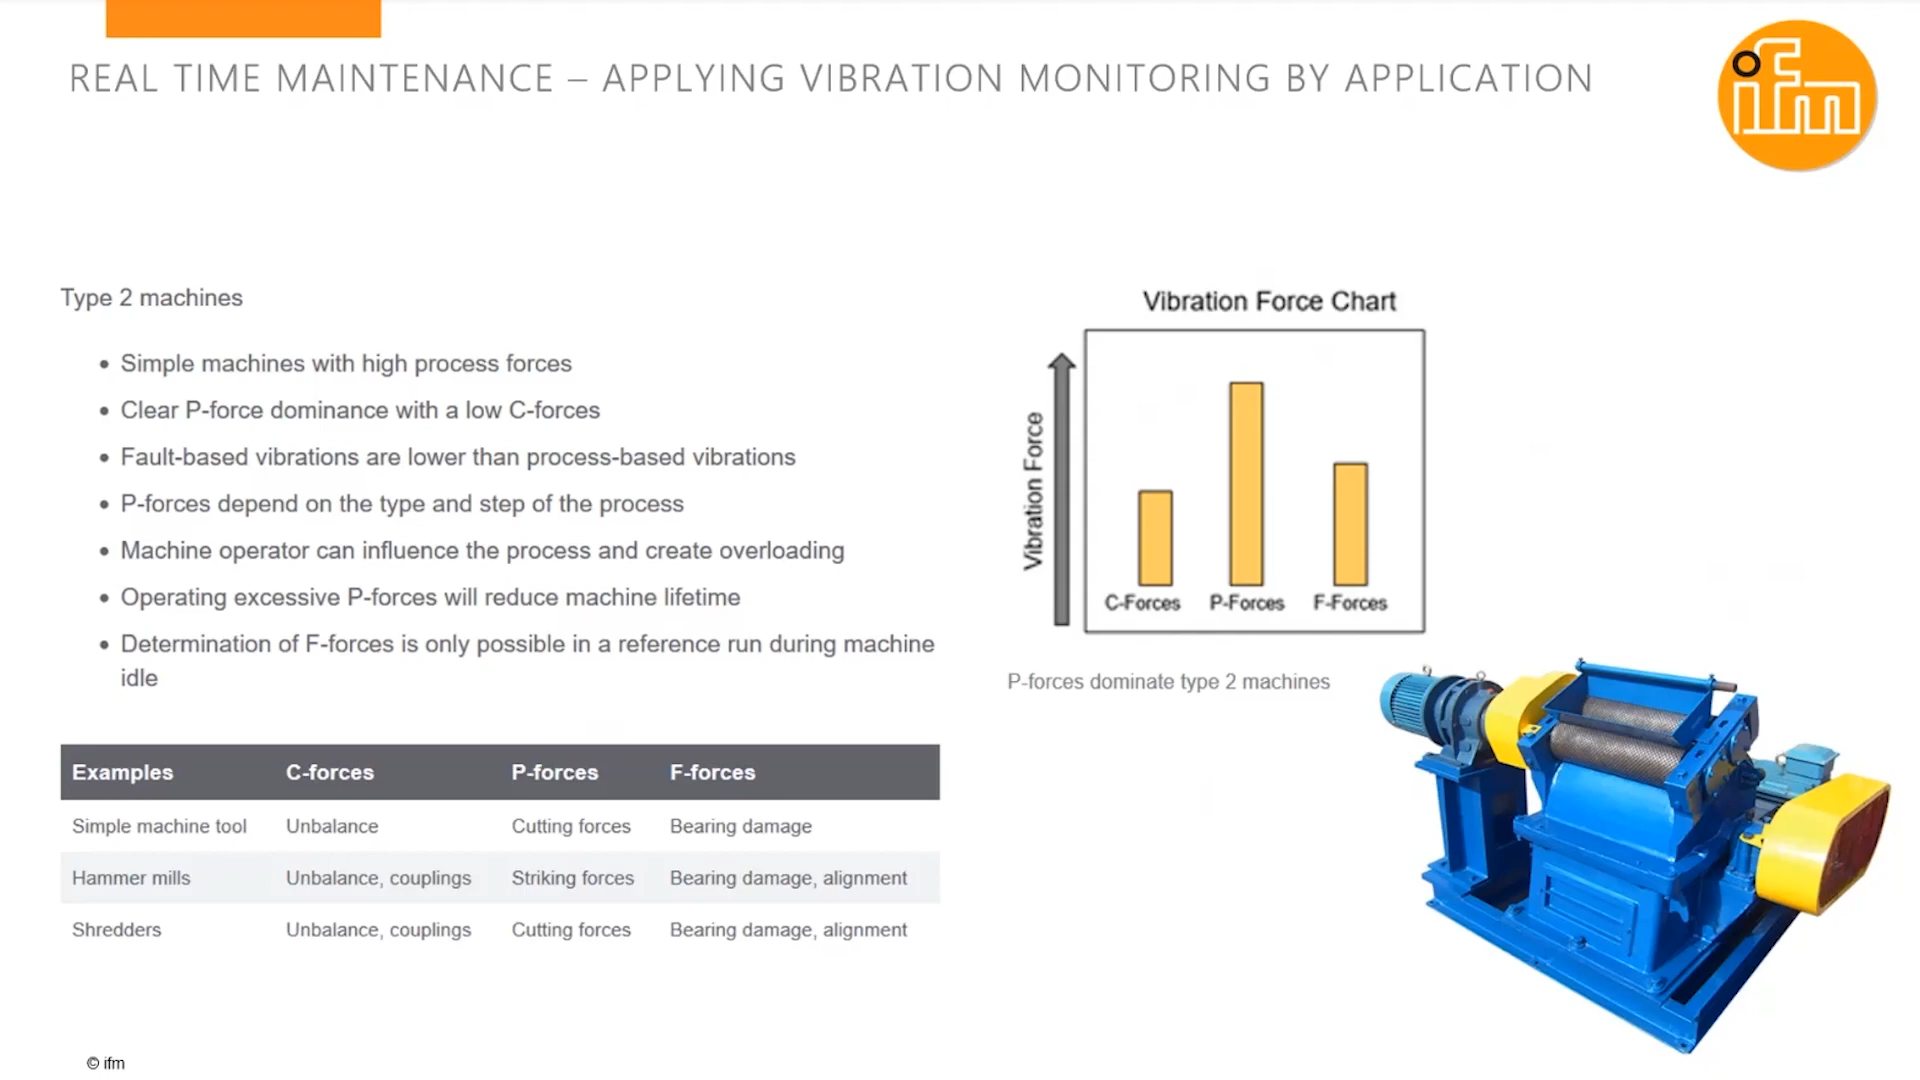 REAL TIME MAINTENANCE – APPLYING VIBRATION MONITORING BY APPLICATION
ifm
Type 2 machines
• Simple machines with high process forces
• Clear P-force dominance with a low C-forces
• Fault-based vibrations are lower than process-based vibrations
• P-forces depend on the type and step of the process
• Machine operator can influence the process and create overloading
• Operating excessive P-forces will reduce machine lifetime
• Determination of F-forces is only possible in a reference run during machine
idle
Vibration Force Chart
Vibration Force
C-Forces P-Forces F-Forces
P-forces dominate type 2 machines
Examples C-forces P-forces F-forces
Simple machine tool Unbalance Cutting forces Bearing damage
Hammer mills Unbalance, couplings Striking forces Bearing damage, alignment
Shredders Unbalance, couplings Cutting forces Bearing damage, alignment
© ifm